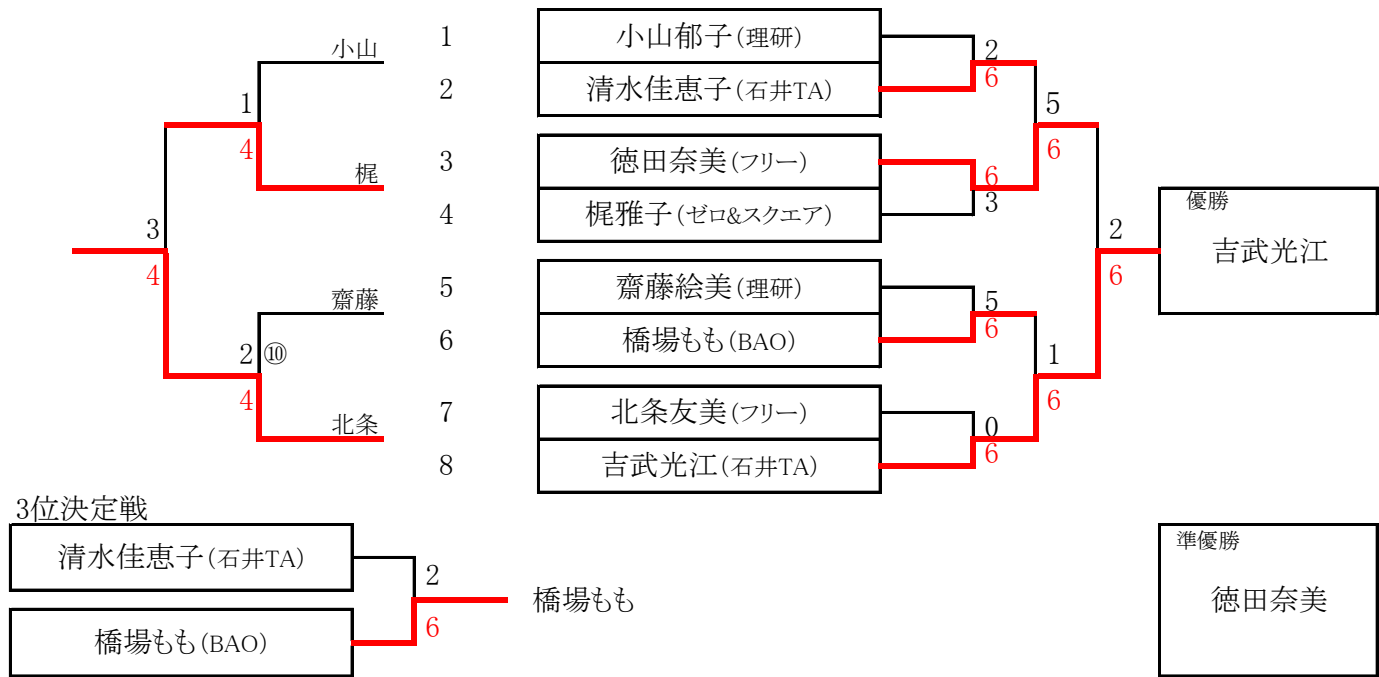 小山 1 小山郁子(理研) 2
2 清水佳恵子(石井TA) 6
1 5
4 3 徳田奈美(フリー) 6 6
梶 4 梶雅子(ゼロ&スクエア) 3
優勝
3 2
吉武光江
4 6
齋藤 5 齋藤絵美(理研) 5
6 橋場もも(BAO) 6
2 ⑩ 1
4 7 北条友美(フリー) 0 6
北条 8 吉武光江(石井TA) 6
3位決定戦
清水佳恵子(石井TA) 2
橋場もも
橋場もも(BAO) 6
準優勝
徳田奈美